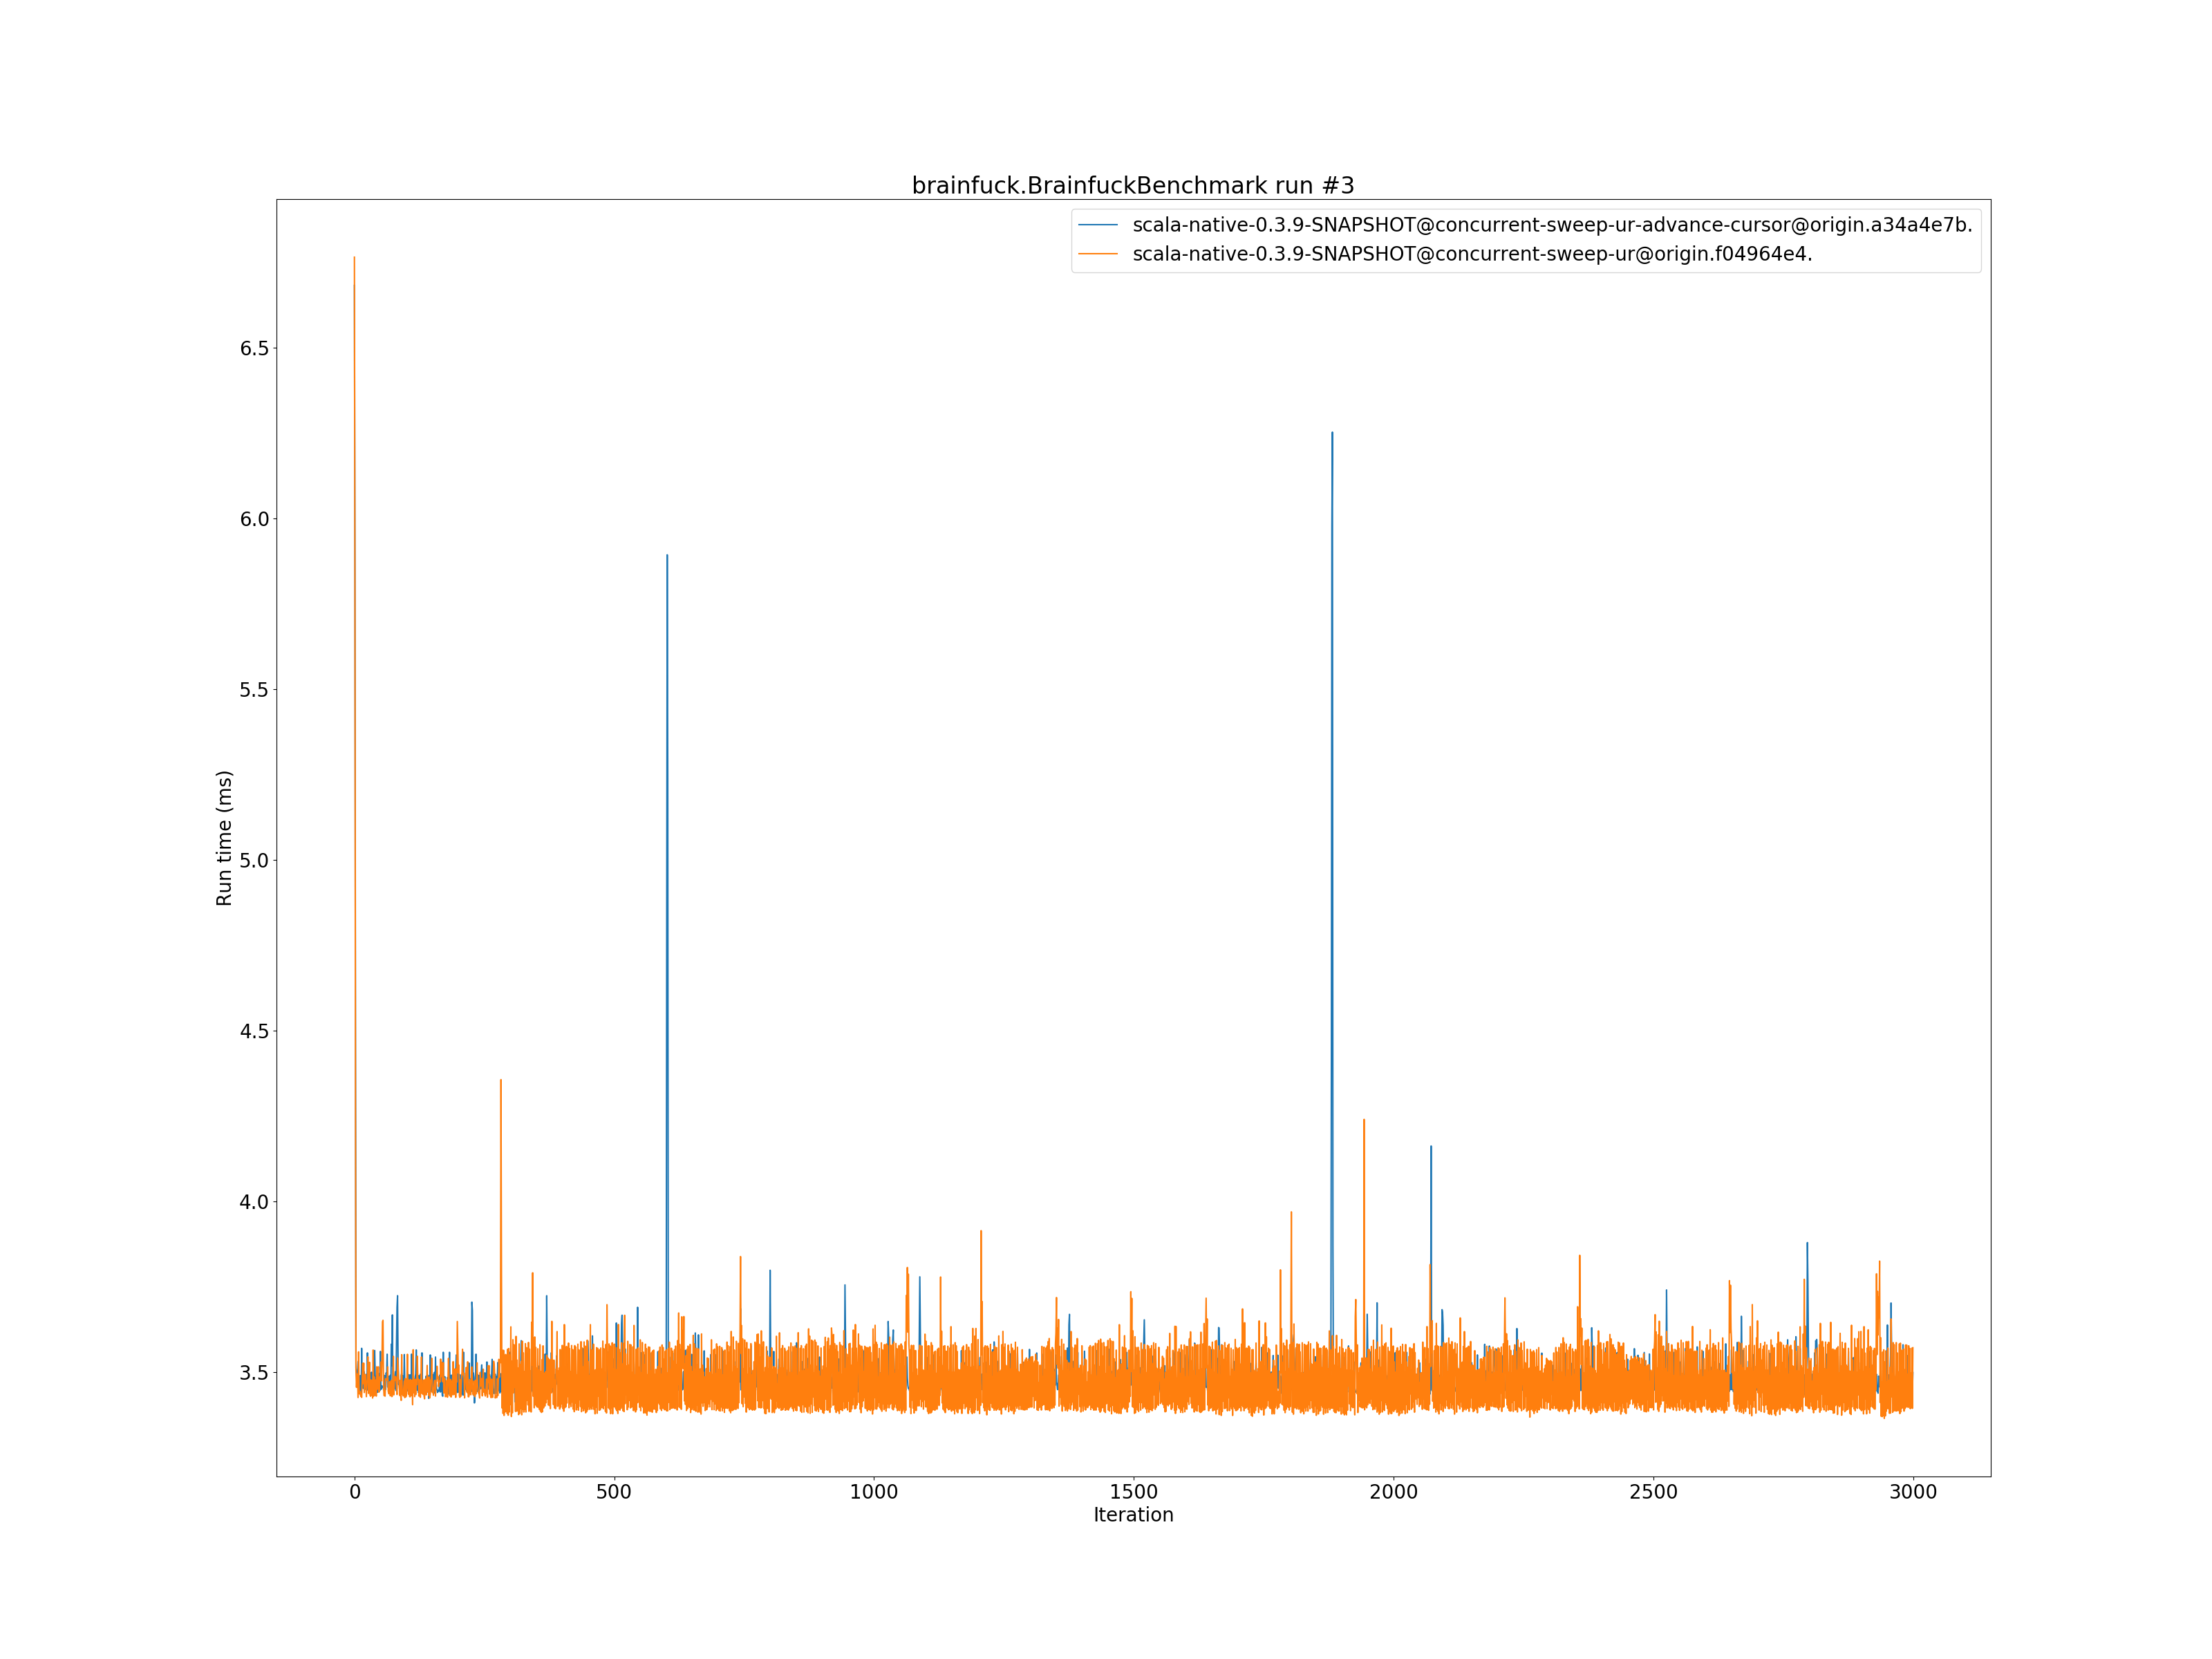 brainfuck.BrainfuckBenchmark run #3
scala-native-0.3.9-SNAPSHOT@concurrent-sweep-ur-advance-cursor@origin.a34a4e7b.
scala-native-0.3.9-SNAPSHOT@concurrent-sweep-ur@origin.f04964e4.
Run time (ms)
6.5
6.0
5.5
5.0
4.5
4.0
3.5
0 500 1000 1500 2000 2500 3000
Iteration